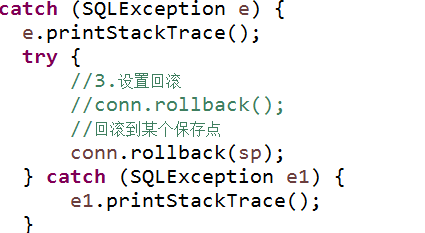 catch (SQLException e) {
e.printStackTrace();
try {
//3.设置回滚
//conn.rollback();
//回滚到某个保存点
conn.rollback(sp);
} catch (SQLException e1) {
e1.printStackTrace();
}